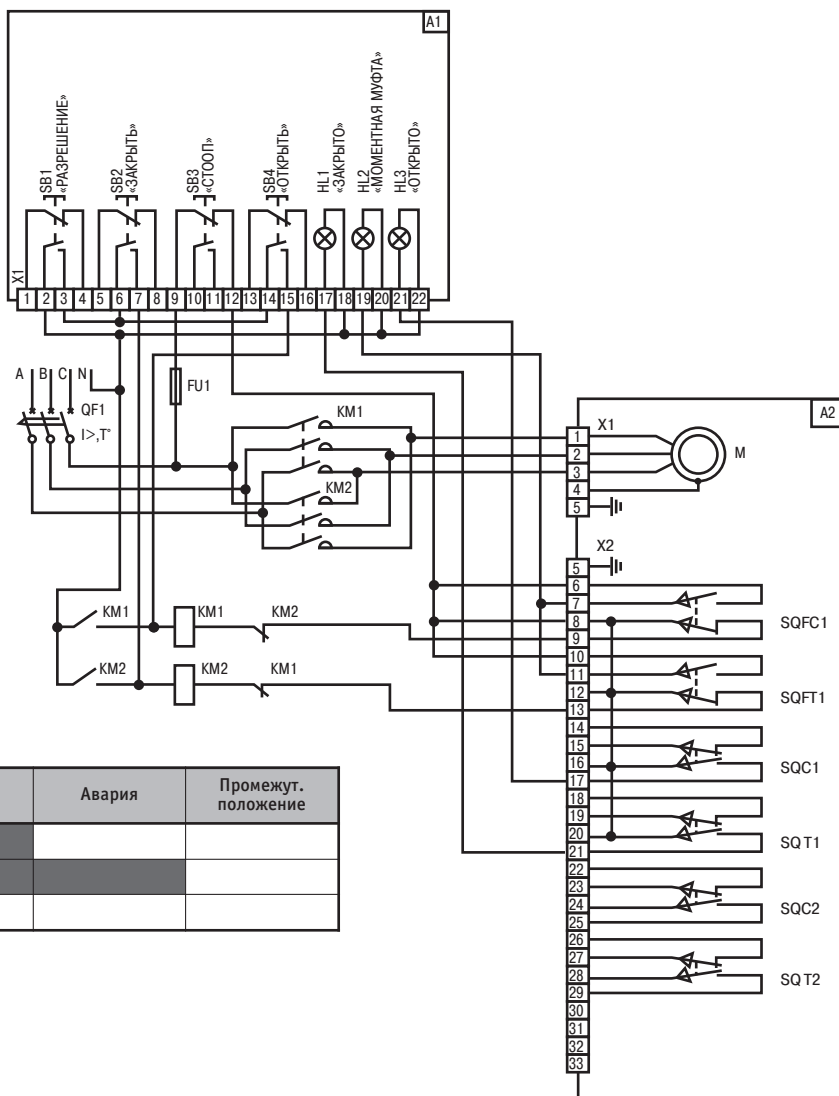 A1
SB1
«РАЗРЕШЕНИЕ»
SB2
«ЗАКРЫТЬ»
SB3
«СТООП»
SB4
«ОТКРЫТЬ»
HL1
«ЗАКРЫТО»
HL2
«МОМЕНТНАЯ МУФТА»
HL3
«ОТКРЫТО»
X1
1 2 3 4 5 6 7 8 9 10 11 12 13 14 15 16 17 18 19 20 21 22
A B C N
QF1
I>,T°
FU1
KM1
KM2
A2
X1
1
2
3
4
5
M
X2
5
6
7
8
9
10
11
12
13
14
15
16
17
18
19
20
21
22
23
24
25
26
27
28
29
30
31
32
33
SQFC1
SQFT1
SQC1
SQT1
SQC2
SQT2
KM1 KM1 KM2
KM2 KM2 KM1
Авария
Промежут.
положение